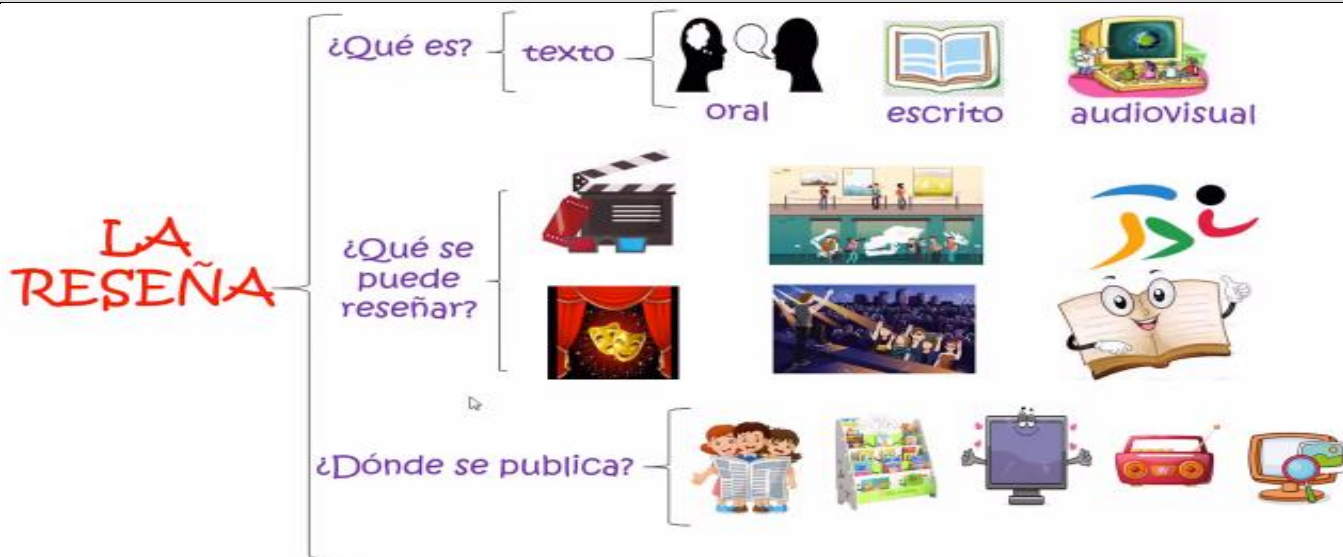 ¿Qué es?
texto
oral
escrito
audiovisual
LA
RESEÑA
¿Qué se
puede
reseñar?
¿Dónde se publica?